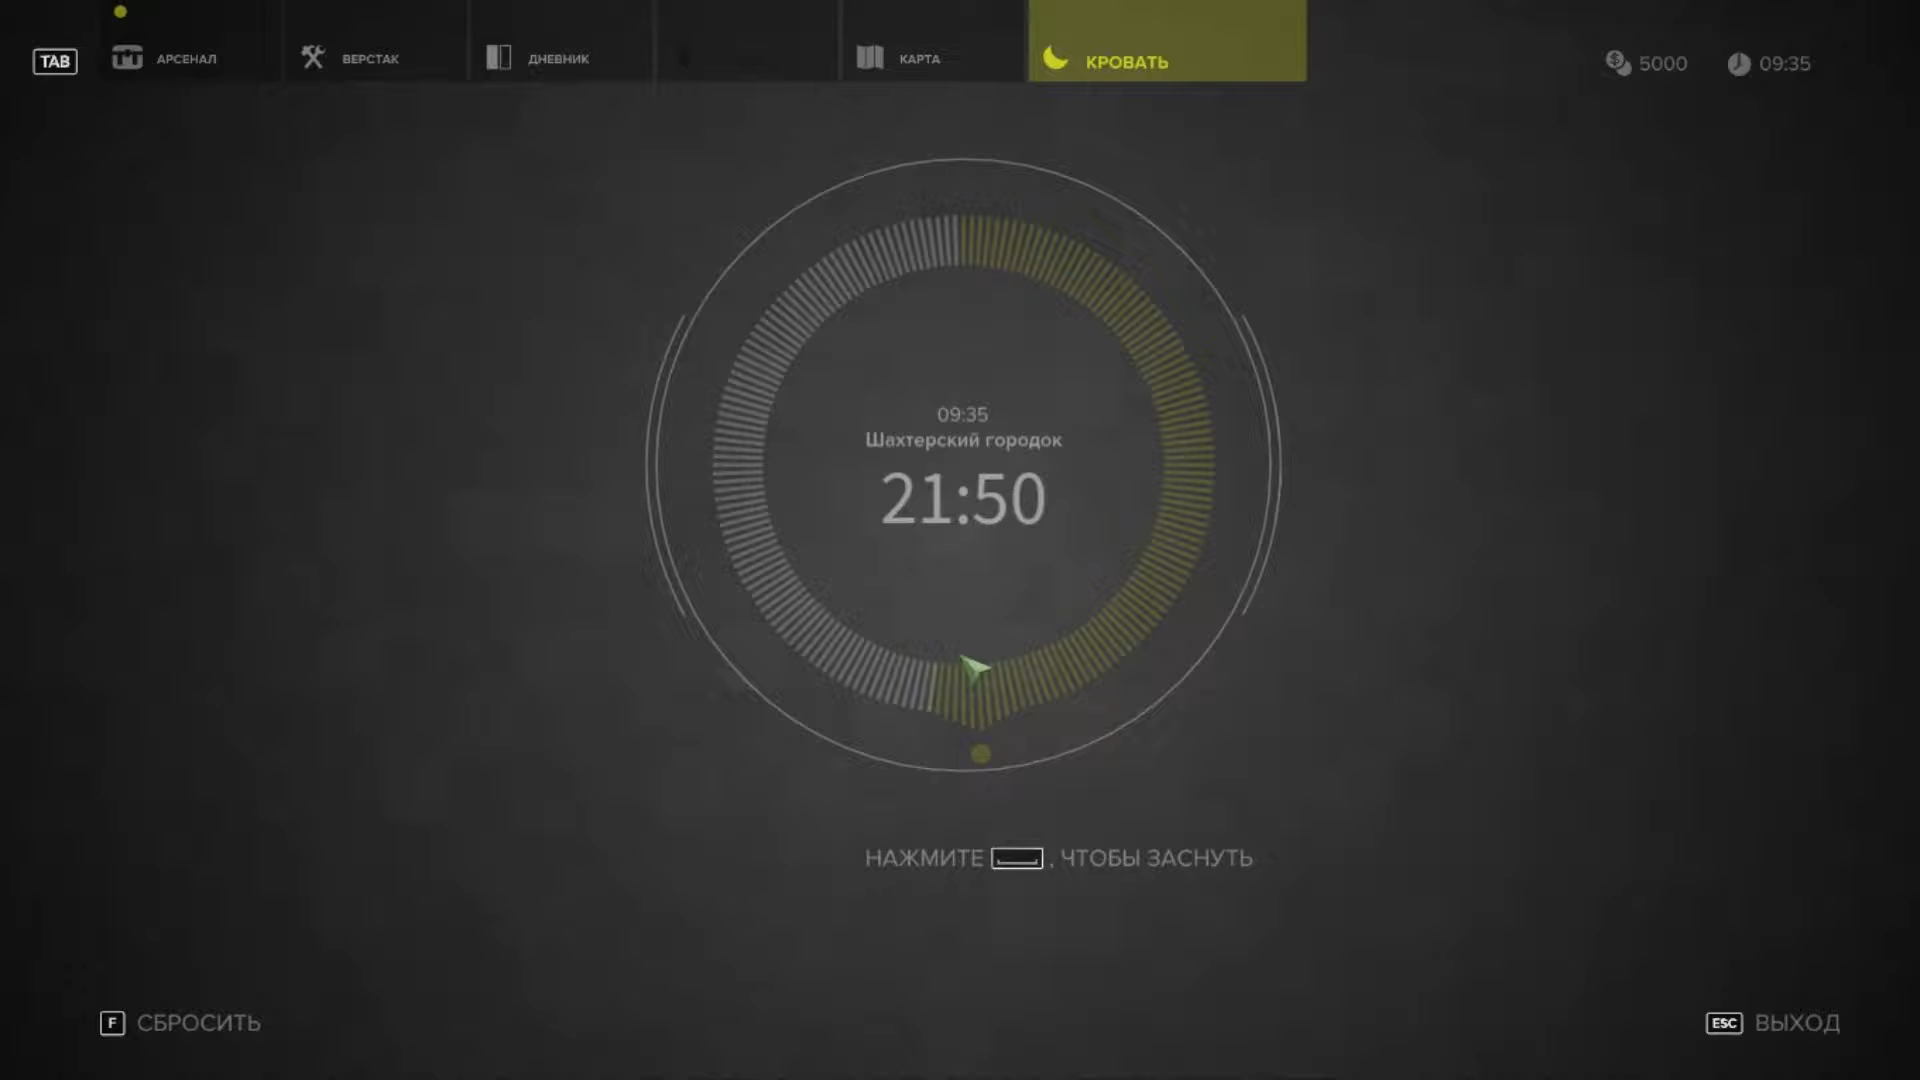 TAB
АРСЕНАЛ
ВЕРСТАК
ДНЕВНИК
КАРТА
КРОВАТЬ
5000
09:35
09:35
Шахтерский городок
21:50
НАЖМИТЕ , ЧТОБЫ ЗАСНУТЬ
F СБРОСИТЬ
ESC ВЫХОД